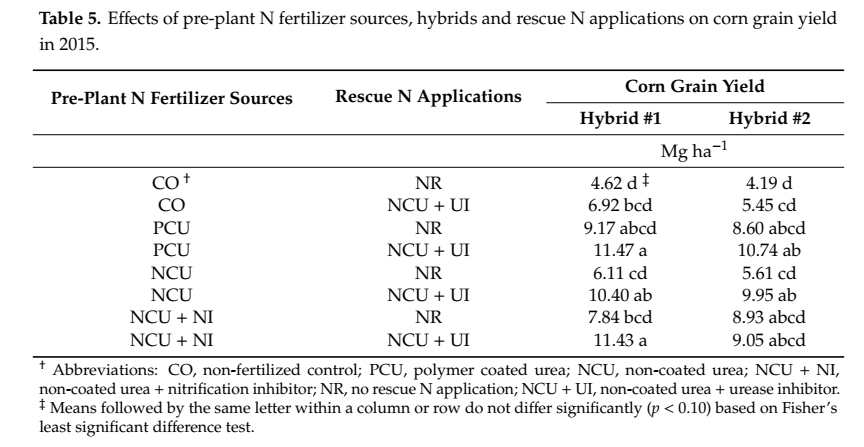 Table 5. Effects of pre-plant N fertilizer sources, hybrids and rescue N applications on corn grain yield
in 2015.
Pre-Plant N Fertilizer Sources Rescue N Applications Corn Grain Yield
Hybrid #1 Hybrid #2
Mg ha⁻¹
CO † NR 4.62 d ‡ 4.19 d
CO NCU + UI 6.92 bcd 5.45 cd
PCU NR 9.17 abcd 8.60 abcd
PCU NCU + UI 11.47 a 10.74 ab
NCU NR 6.11 cd 5.61 cd
NCU NCU + UI 10.40 ab 9.95 ab
NCU + NI NR 7.84 bcd 8.93 abcd
NCU + NI NCU + UI 11.43 a 9.05 abcd
† Abbreviations: CO, non-fertilized control; PCU, polymer coated urea; NCU, non-coated urea; NCU + NI,
non-coated urea + nitrification inhibitor; NR, no rescue N application; NCU + UI, non-coated urea + urease inhibitor.
‡ Means followed by the same letter within a column or row do not differ significantly (p < 0.10) based on Fisher's
least significant difference test.